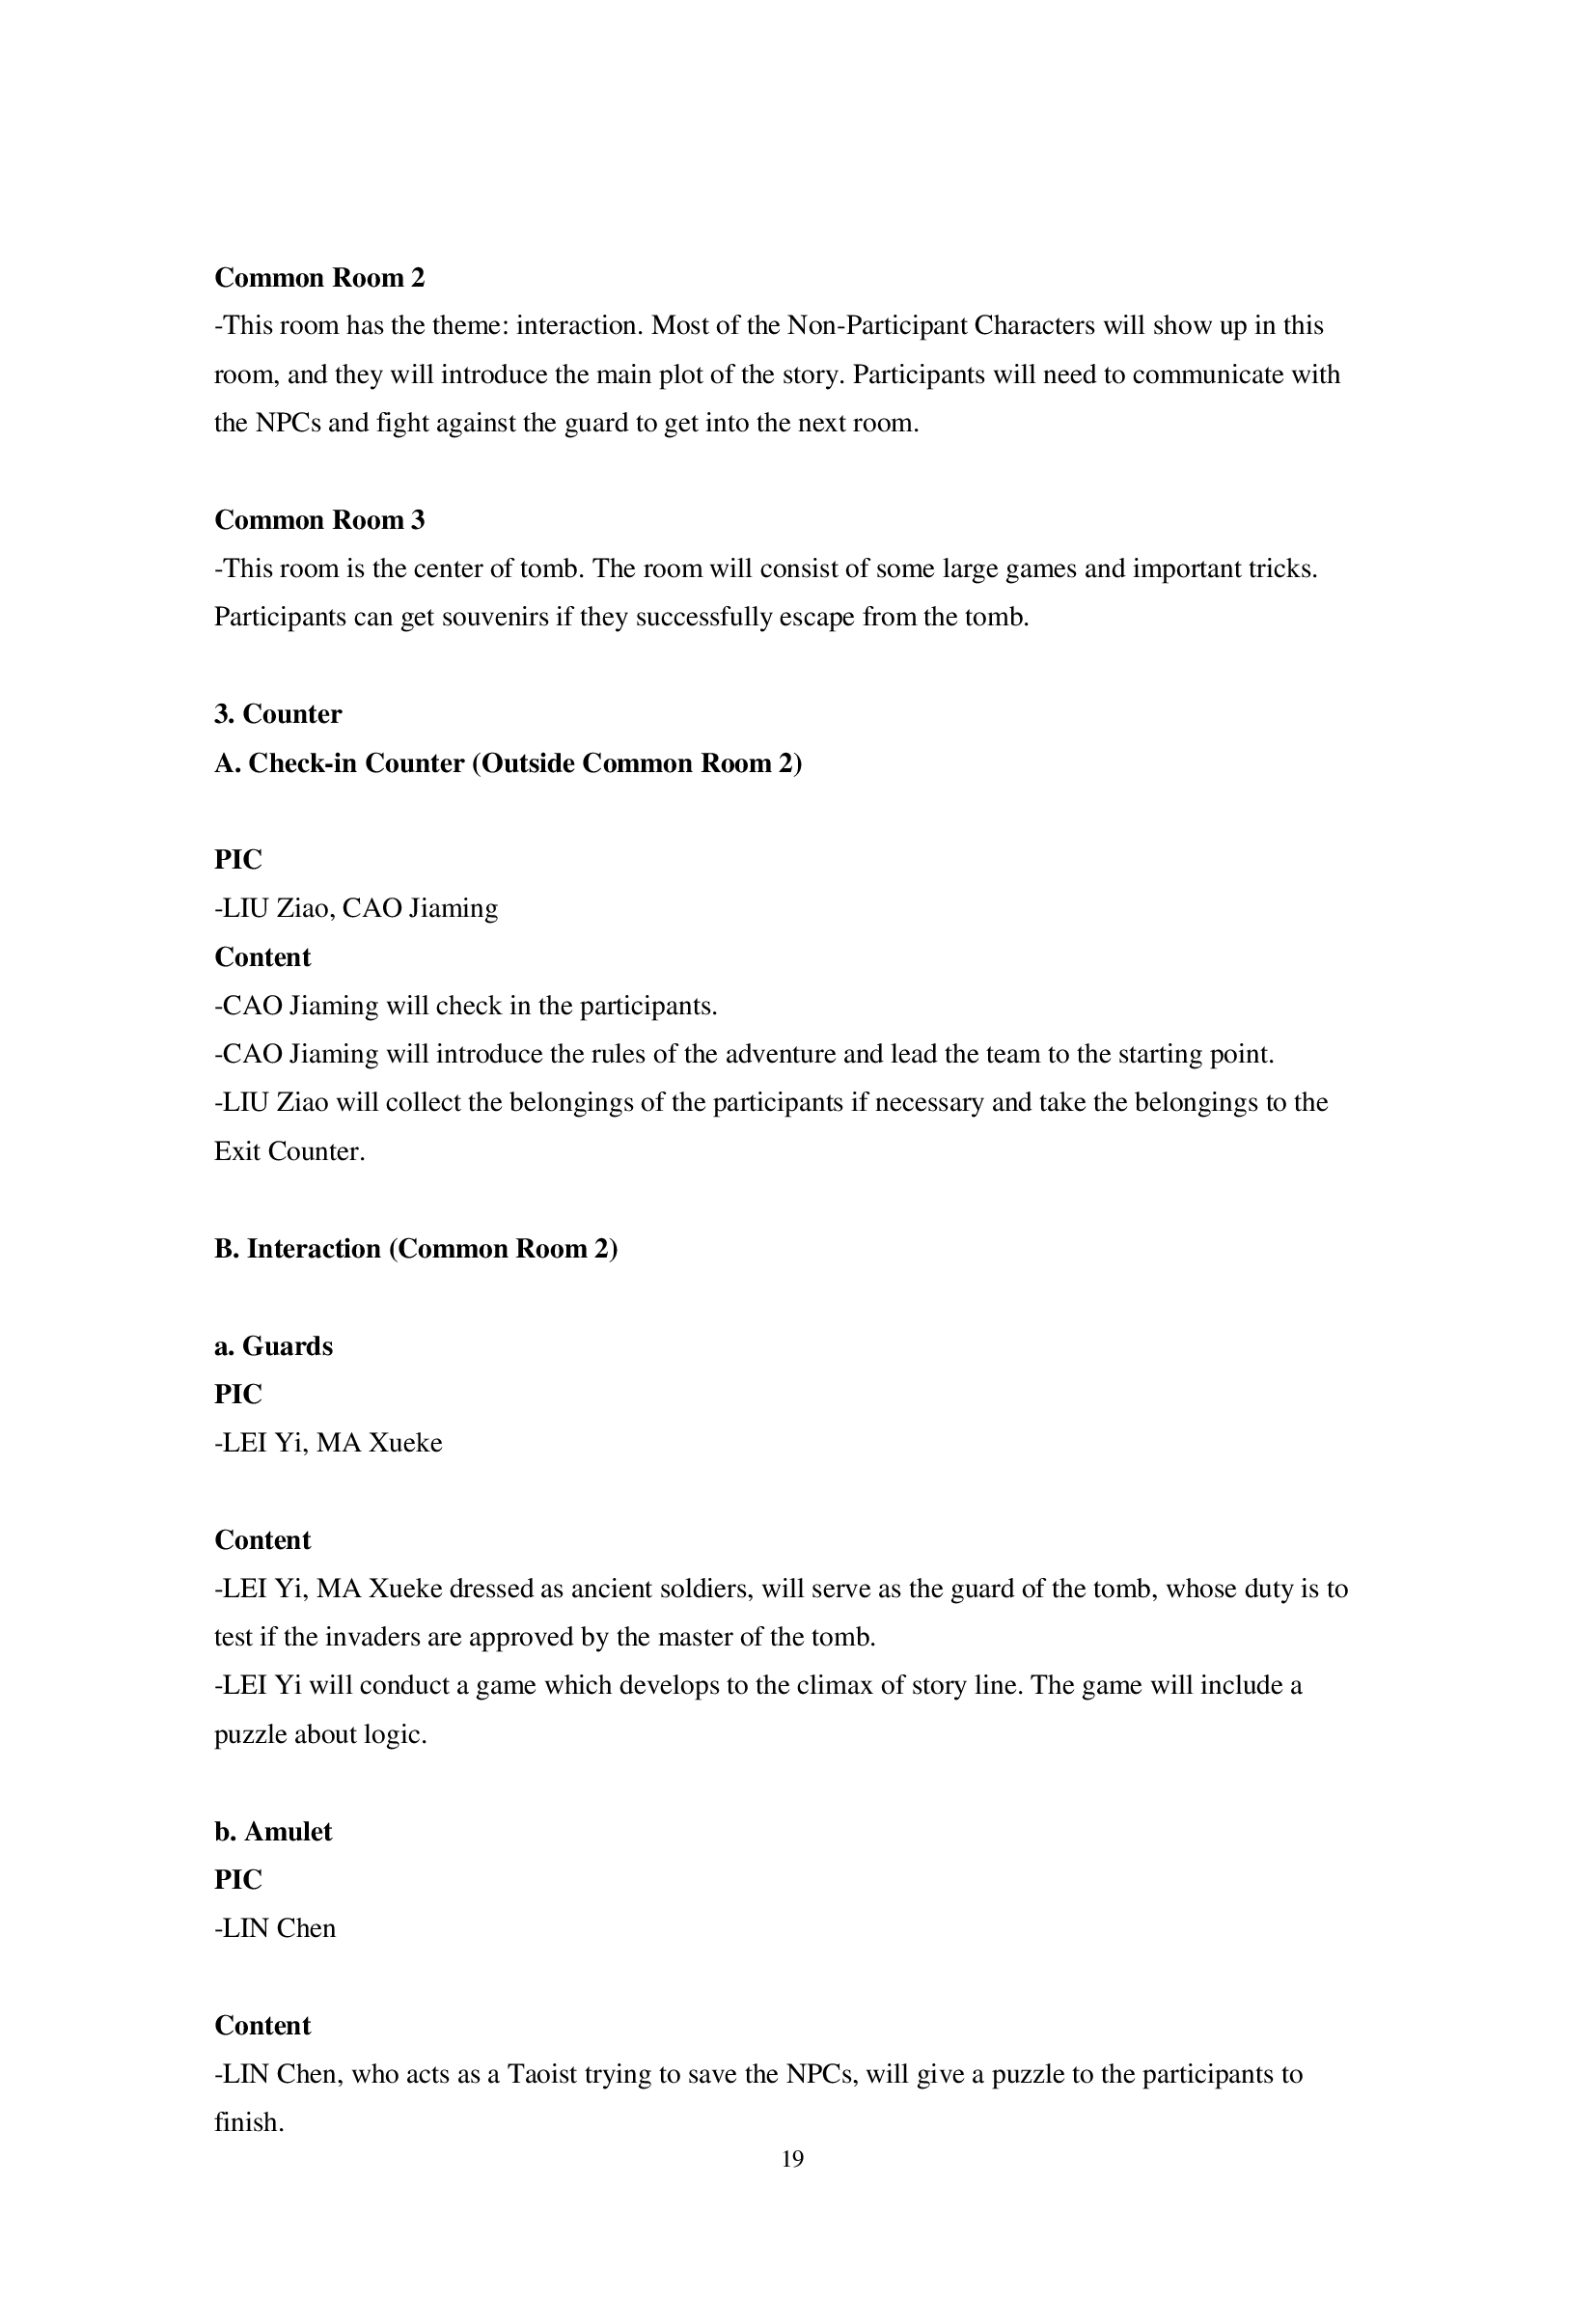 Common Room 2
-This room has the theme: interaction. Most of the Non-Participant Characters will show up in this
room, and they will introduce the main plot of the story. Participants will need to communicate with
the NPCs and fight against the guard to get into the next room.
Common Room 3
-This room is the center of tomb. The room will consist of some large games and important tricks.
Participants can get souvenirs if they successfully escape from the tomb.
3. Counter
A. Check-in Counter (Outside Common Room 2)
PIC
-LIU Ziao, CAO Jiaming
Content
-CAO Jiaming will check in the participants.
-CAO Jiaming will introduce the rules of the adventure and lead the team to the starting point.
-LIU Ziao will collect the belongings of the participants if necessary and take the belongings to the
Exit Counter.
B. Interaction (Common Room 2)
a. Guards
PIC
-LEI Yi, MA Xueke
Content
-LEI Yi, MA Xueke dressed as ancient soldiers, will serve as the guard of the tomb, whose duty is to
test if the invaders are approved by the master of the tomb.
-LEI Yi will conduct a game which develops to the climax of story line. The game will include a
puzzle about logic.
b. Amulet
PIC
-LIN Chen
Content
-LIN Chen, who acts as a Taoist trying to save the NPCs, will give a puzzle to the participants to
finish.
19